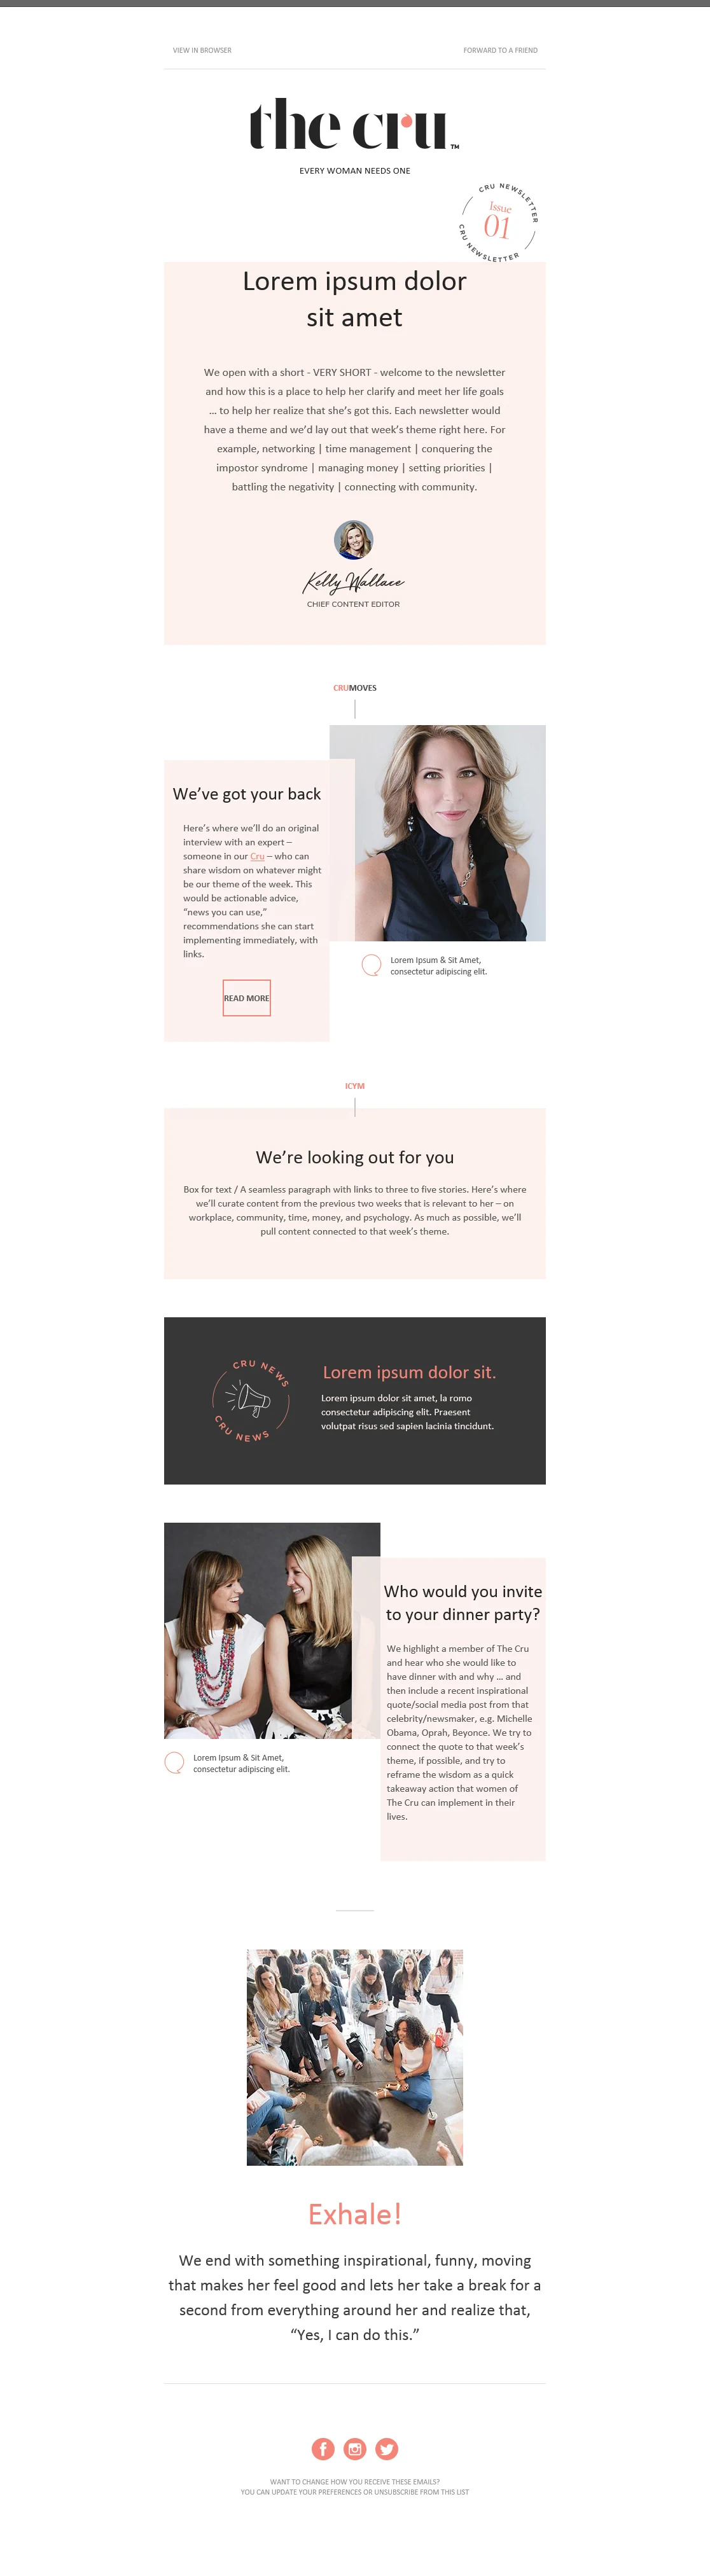 VIEW IN BROWSER
FORWARD TO A FRIEND
the cru™
EVERY WOMAN NEEDS ONE
CRU NEWSLETTER
Issue
01
CRU NEWSLETTER
Lorem ipsum dolor
sit amet
We open with a short - VERY SHORT - welcome to the newsletter
and how this is a place to help her clarify and meet her life goals
... to help her realize that she’s got this. Each newsletter would
have a theme and we’d lay out that week’s theme right here. For
example, networking | time management | conquering the
impostor syndrome | managing money | setting priorities |
battling the negativity | connecting with community.
Kelly Wallace
CHIEF CONTENT EDITOR
CRUMOVES
We’ve got your back
Here’s where we’ll do an original
interview with an expert –
someone in our Cru – who can
share wisdom on whatever might
be our theme of the week. This
would be actionable advice,
“news you can use,”
recommendations she can start
implementing immediately, with
links.
READ MORE
Lorem Ipsum & Sit Amet,
consectetur adipiscing elit.
ICYM
We’re looking out for you
Box for text / A seamless paragraph with links to three to five stories. Here’s where
we’ll curate content from the previous two weeks that is relevant to her – on
workplace, community, time, money, and psychology. As much as possible, we’ll
pull content connected to that week’s theme.
CRU NEWS
CRU NEWS
Lorem ipsum dolor sit.
Lorem ipsum dolor sit amet, la romo
consectetur adipiscing elit. Praesent
volutpat risus sed sapien lacinia tincidunt.
Who would you invite
to your dinner party?
We highlight a member of The Cru
and hear who she would like to
have dinner with and why ... and
then include a recent inspirational
quote/social media post from that
celebrity/newsmaker, e.g. Michelle
Obama, Oprah, Beyonce. We try to
connect the quote to that week’s
theme, if possible, and try to
reframe the wisdom as a quick
takeaway action that women of
The Cru can implement in their
lives.
Lorem Ipsum & Sit Amet,
consectetur adipiscing elit.
Exhale!
We end with something inspirational, funny, moving
that makes her feel good and lets her take a break for a
second from everything around her and realize that,
“Yes, I can do this.”
WANT TO CHANGE HOW YOU RECEIVE THESE EMAILS?
YOU CAN UPDATE YOUR PREFERENCES OR UNSUBSCRIBE FROM THIS LIST